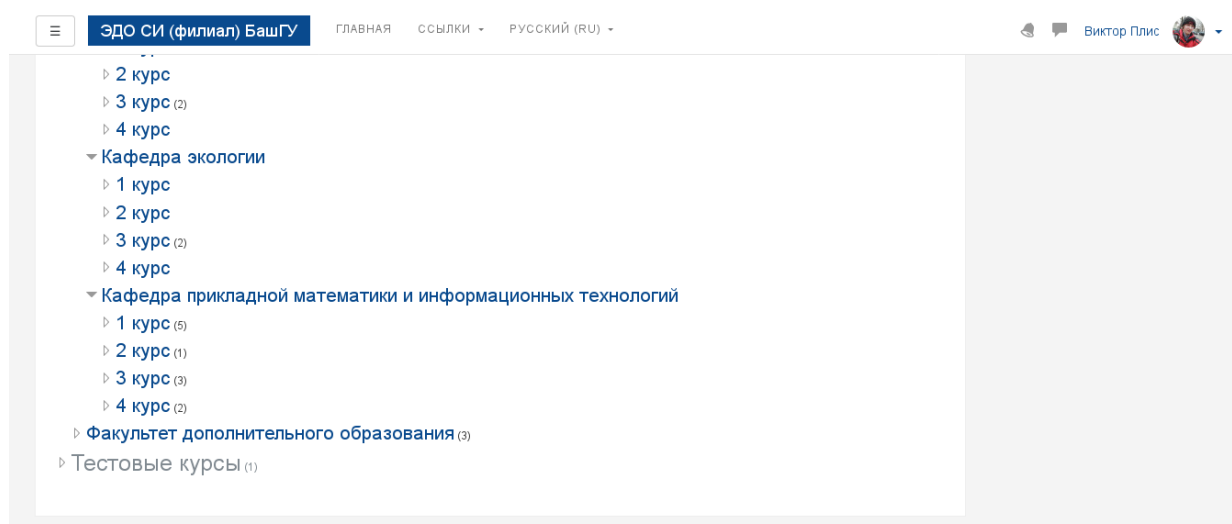 ☰ ЭДО СИ (филиал) БашГУ ГЛАВНАЯ ССЫЛКИ РУССКИЙ (RU) Виктор Плис
2 курс
3 курс (2)
4 курс
Кафедра экологии
1 курс
2 курс
3 курс (2)
4 курс
Кафедра прикладной математики и информационных технологий
1 курс (5)
2 курс (1)
3 курс (3)
4 курс (2)
Факультет дополнительного образования (3)
Тестовые курсы (1)